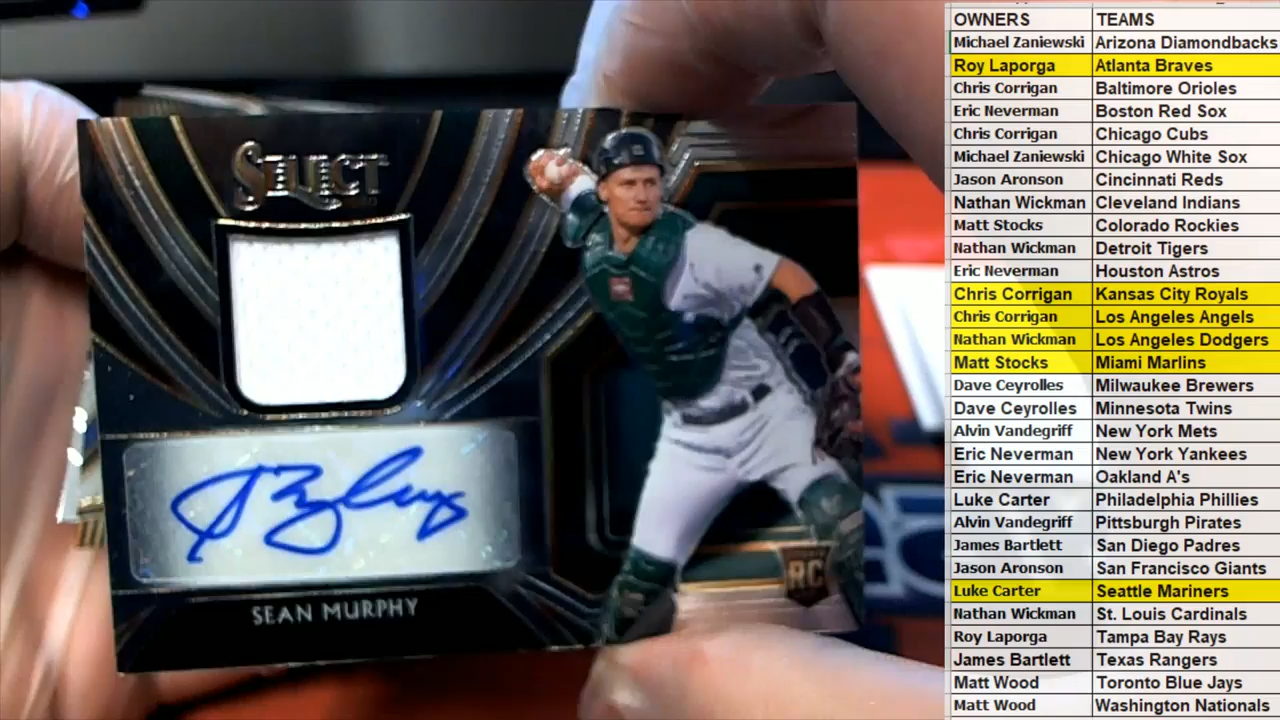 SELECT
SEAN MURPHY
RC
OWNERS TEAMS
Michael Zaniewski Arizona Diamondbacks
Roy Laporga Atlanta Braves
Chris Corrigan Baltimore Orioles
Eric Neverman Boston Red Sox
Chris Corrigan Chicago Cubs
Michael Zaniewski Chicago White Sox
Jason Aronson Cincinnati Reds
Nathan Wickman Cleveland Indians
Matt Stocks Colorado Rockies
Nathan Wickman Detroit Tigers
Eric Neverman Houston Astros
Chris Corrigan Kansas City Royals
Chris Corrigan Los Angeles Angels
Nathan Wickman Los Angeles Dodgers
Matt Stocks Miami Marlins
Dave Ceyrolles Milwaukee Brewers
Dave Ceyrolles Minnesota Twins
Alvin Vandegriff New York Mets
Eric Neverman New York Yankees
Eric Neverman Oakland A's
Luke Carter Philadelphia Phillies
Alvin Vandegriff Pittsburgh Pirates
James Bartlett San Diego Padres
Jason Aronson San Francisco Giants
Luke Carter Seattle Mariners
Nathan Wickman St. Louis Cardinals
Roy Laporga Tampa Bay Rays
James Bartlett Texas Rangers
Matt Wood Toronto Blue Jays
Matt Wood Washington Nationals